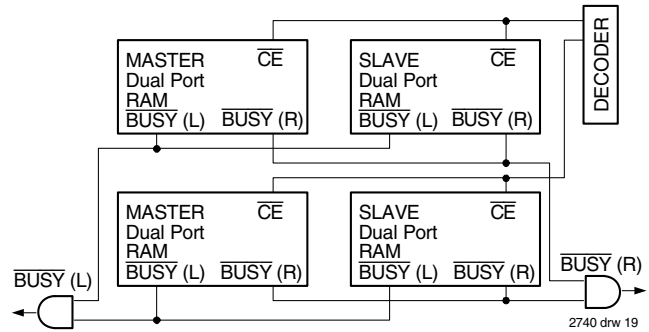 MASTER
Dual Port
RAM
BUSY (L) BUSY (R)
CE
SLAVE
Dual Port
RAM
BUSY (L) BUSY (R)
CE
DECODER
MASTER
Dual Port
RAM
BUSY (L) BUSY (R)
CE
SLAVE
Dual Port
RAM
BUSY (L) BUSY (R)
CE
BUSY (L)
BUSY (R)
2740 drw 19